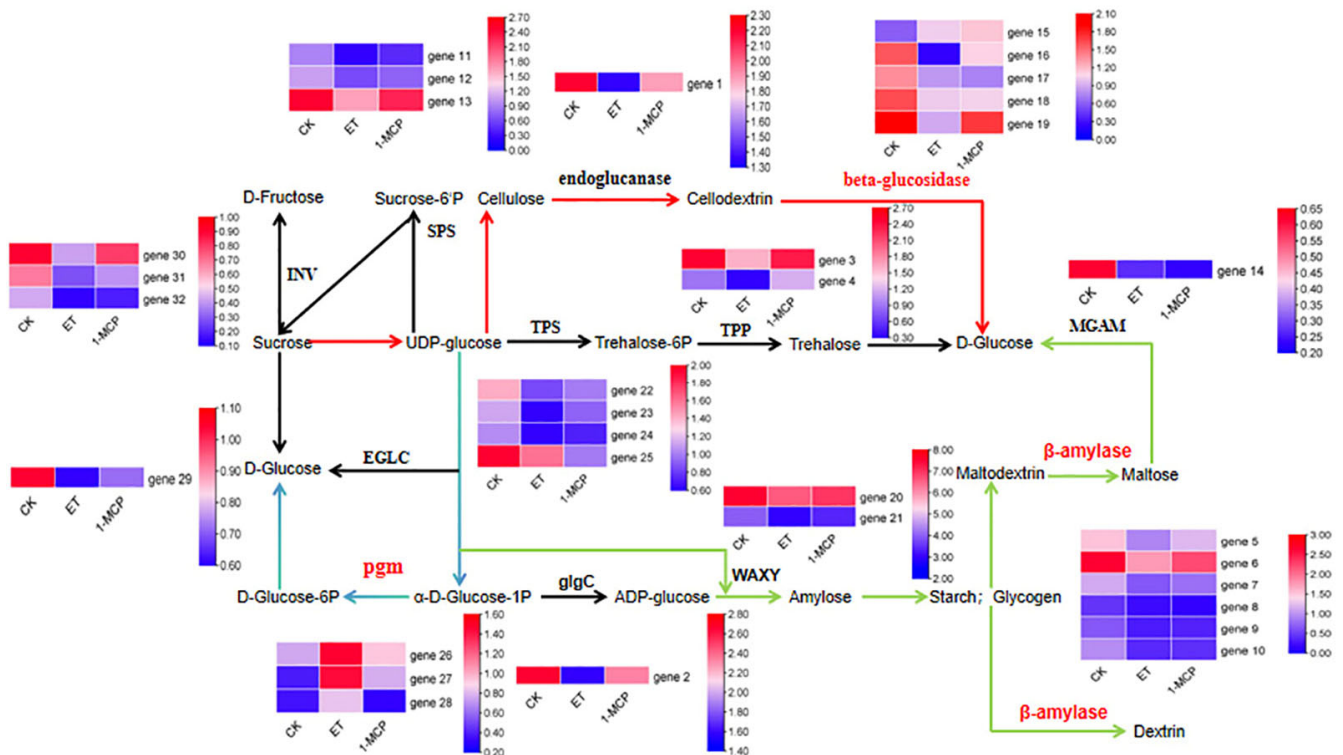 2.70
2.40
2.10
1.80
1.50
1.20
0.90
0.60
0.30
0.00
gene 11
gene 12
gene 13
CK
ET
1-MCP
2.30
2.20
2.10
2.00
1.90
1.80
1.70
1.60
1.50
1.40
1.30
gene 1
CK
ET
1-MCP
2.10
1.80
1.50
1.20
0.90
0.60
0.30
0.00
gene 15
gene 16
gene 17
gene 18
gene 19
CK
ET
1-MCP
D-Fructose
Sucrose-6'P
Cellulose
endoglucanase
Cellodextrin
beta-glucosidase
SPS
INV
1.00
0.90
0.80
0.70
0.60
0.50
0.40
0.30
0.20
0.10
gene 30
gene 31
gene 32
CK
ET
1-MCP
2.70
2.40
2.10
1.80
1.50
1.20
0.90
0.60
0.30
gene 3
gene 4
CK
ET
1-MCP
0.65
0.60
0.55
0.50
0.45
0.40
0.35
0.30
0.25
0.20
gene 14
CK
ET
1-MCP
Sucrose
UDP-glucose
TPS
Trehalose-6P
TPP
Trehalose
D-Glucose
MGAM
2.00
1.80
1.60
1.40
1.20
1.00
0.80
0.60
gene 22
gene 23
gene 24
gene 25
CK
ET
1-MCP
1.10
1.00
0.90
0.80
0.70
0.60
gene 29
CK
ET
1-MCP
D-Glucose
EGLC
8.00
7.00
6.00
5.00
4.00
3.00
2.00
gene 20
gene 21
CK
ET
1-MCP
Maltodextrin
β-amylase
Maltose
3.00
2.50
2.00
1.50
1.00
0.50
0.00
gene 5
gene 6
gene 7
gene 8
gene 9
gene 10
CK
ET
1-MCP
D-Glucose-6P
pgm
α-D-Glucose-1P
glgC
ADP-glucose
WAXY
Amylose
Starch; Glycogen
1.60
1.40
1.20
1.00
0.80
0.60
0.40
0.20
gene 26
gene 27
gene 28
CK
ET
1-MCP
2.80
2.60
2.40
2.20
2.00
1.80
1.60
1.40
gene 2
CK
ET
1-MCP
β-amylase
Dextrin